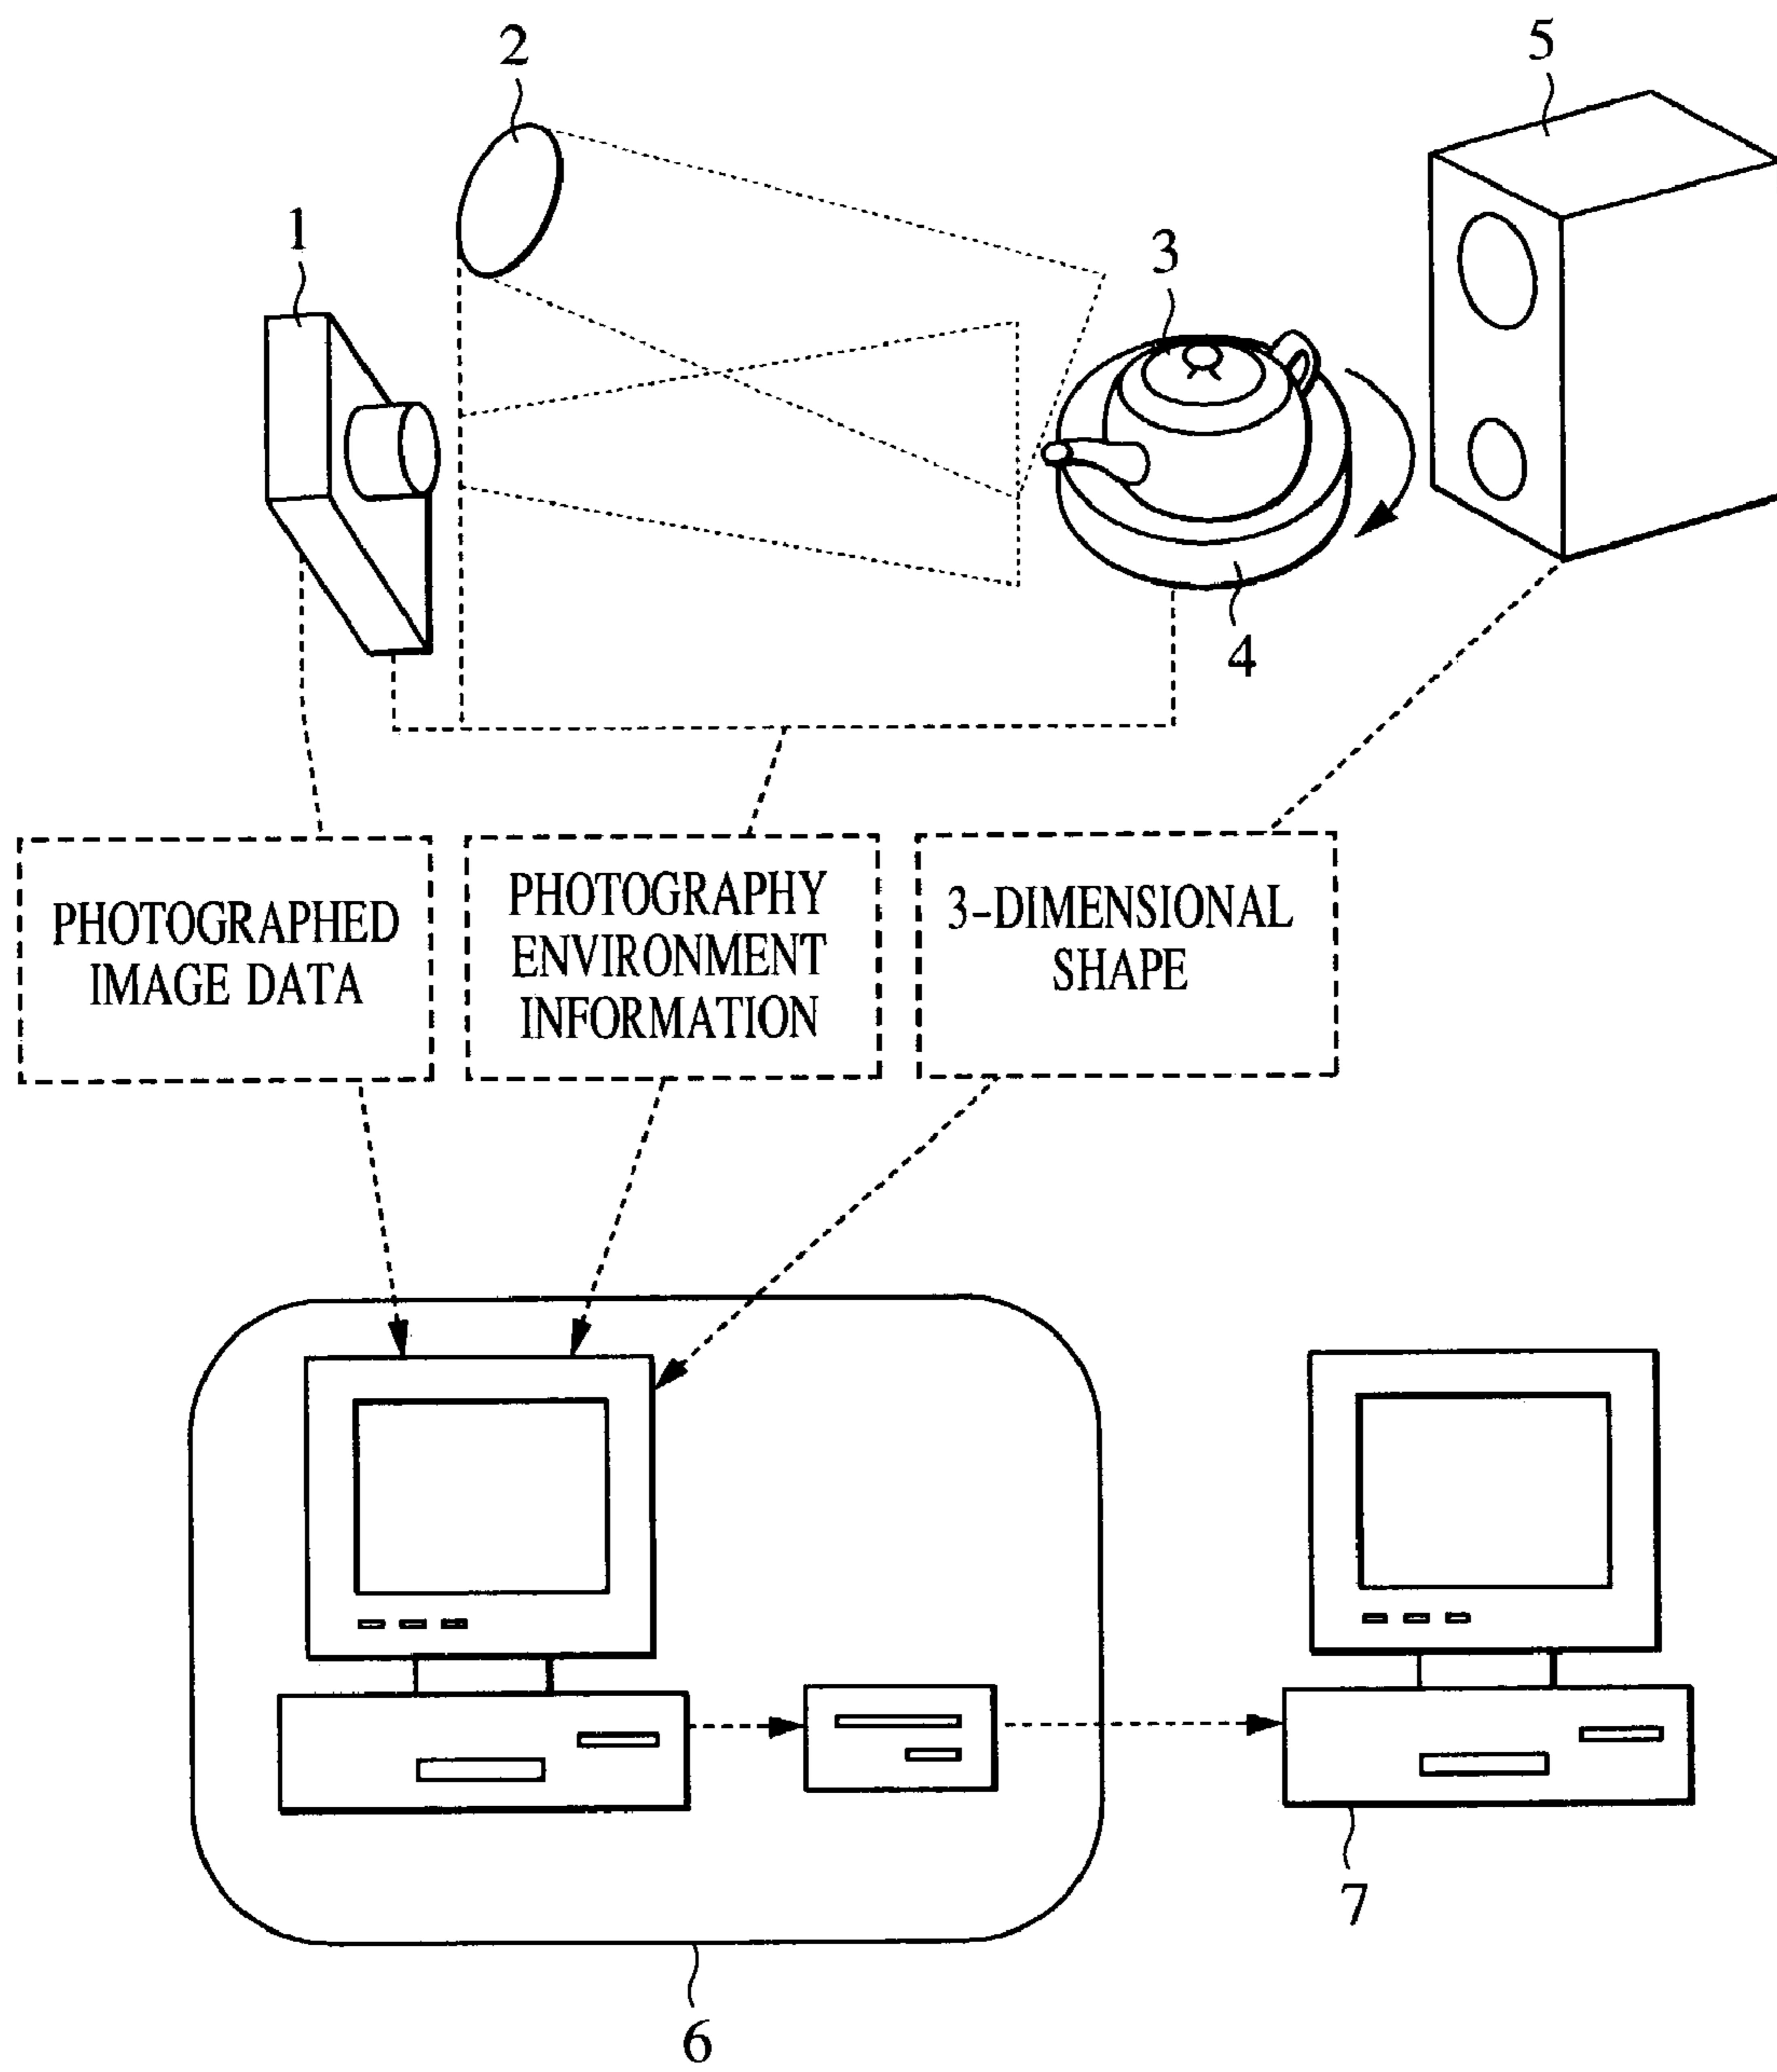 2
5
1
3
4
PHOTOGRAPHED
IMAGE DATA
PHOTOGRAPHY
ENVIRONMENT
INFORMATION
3-DIMENSIONAL
SHAPE
7
6